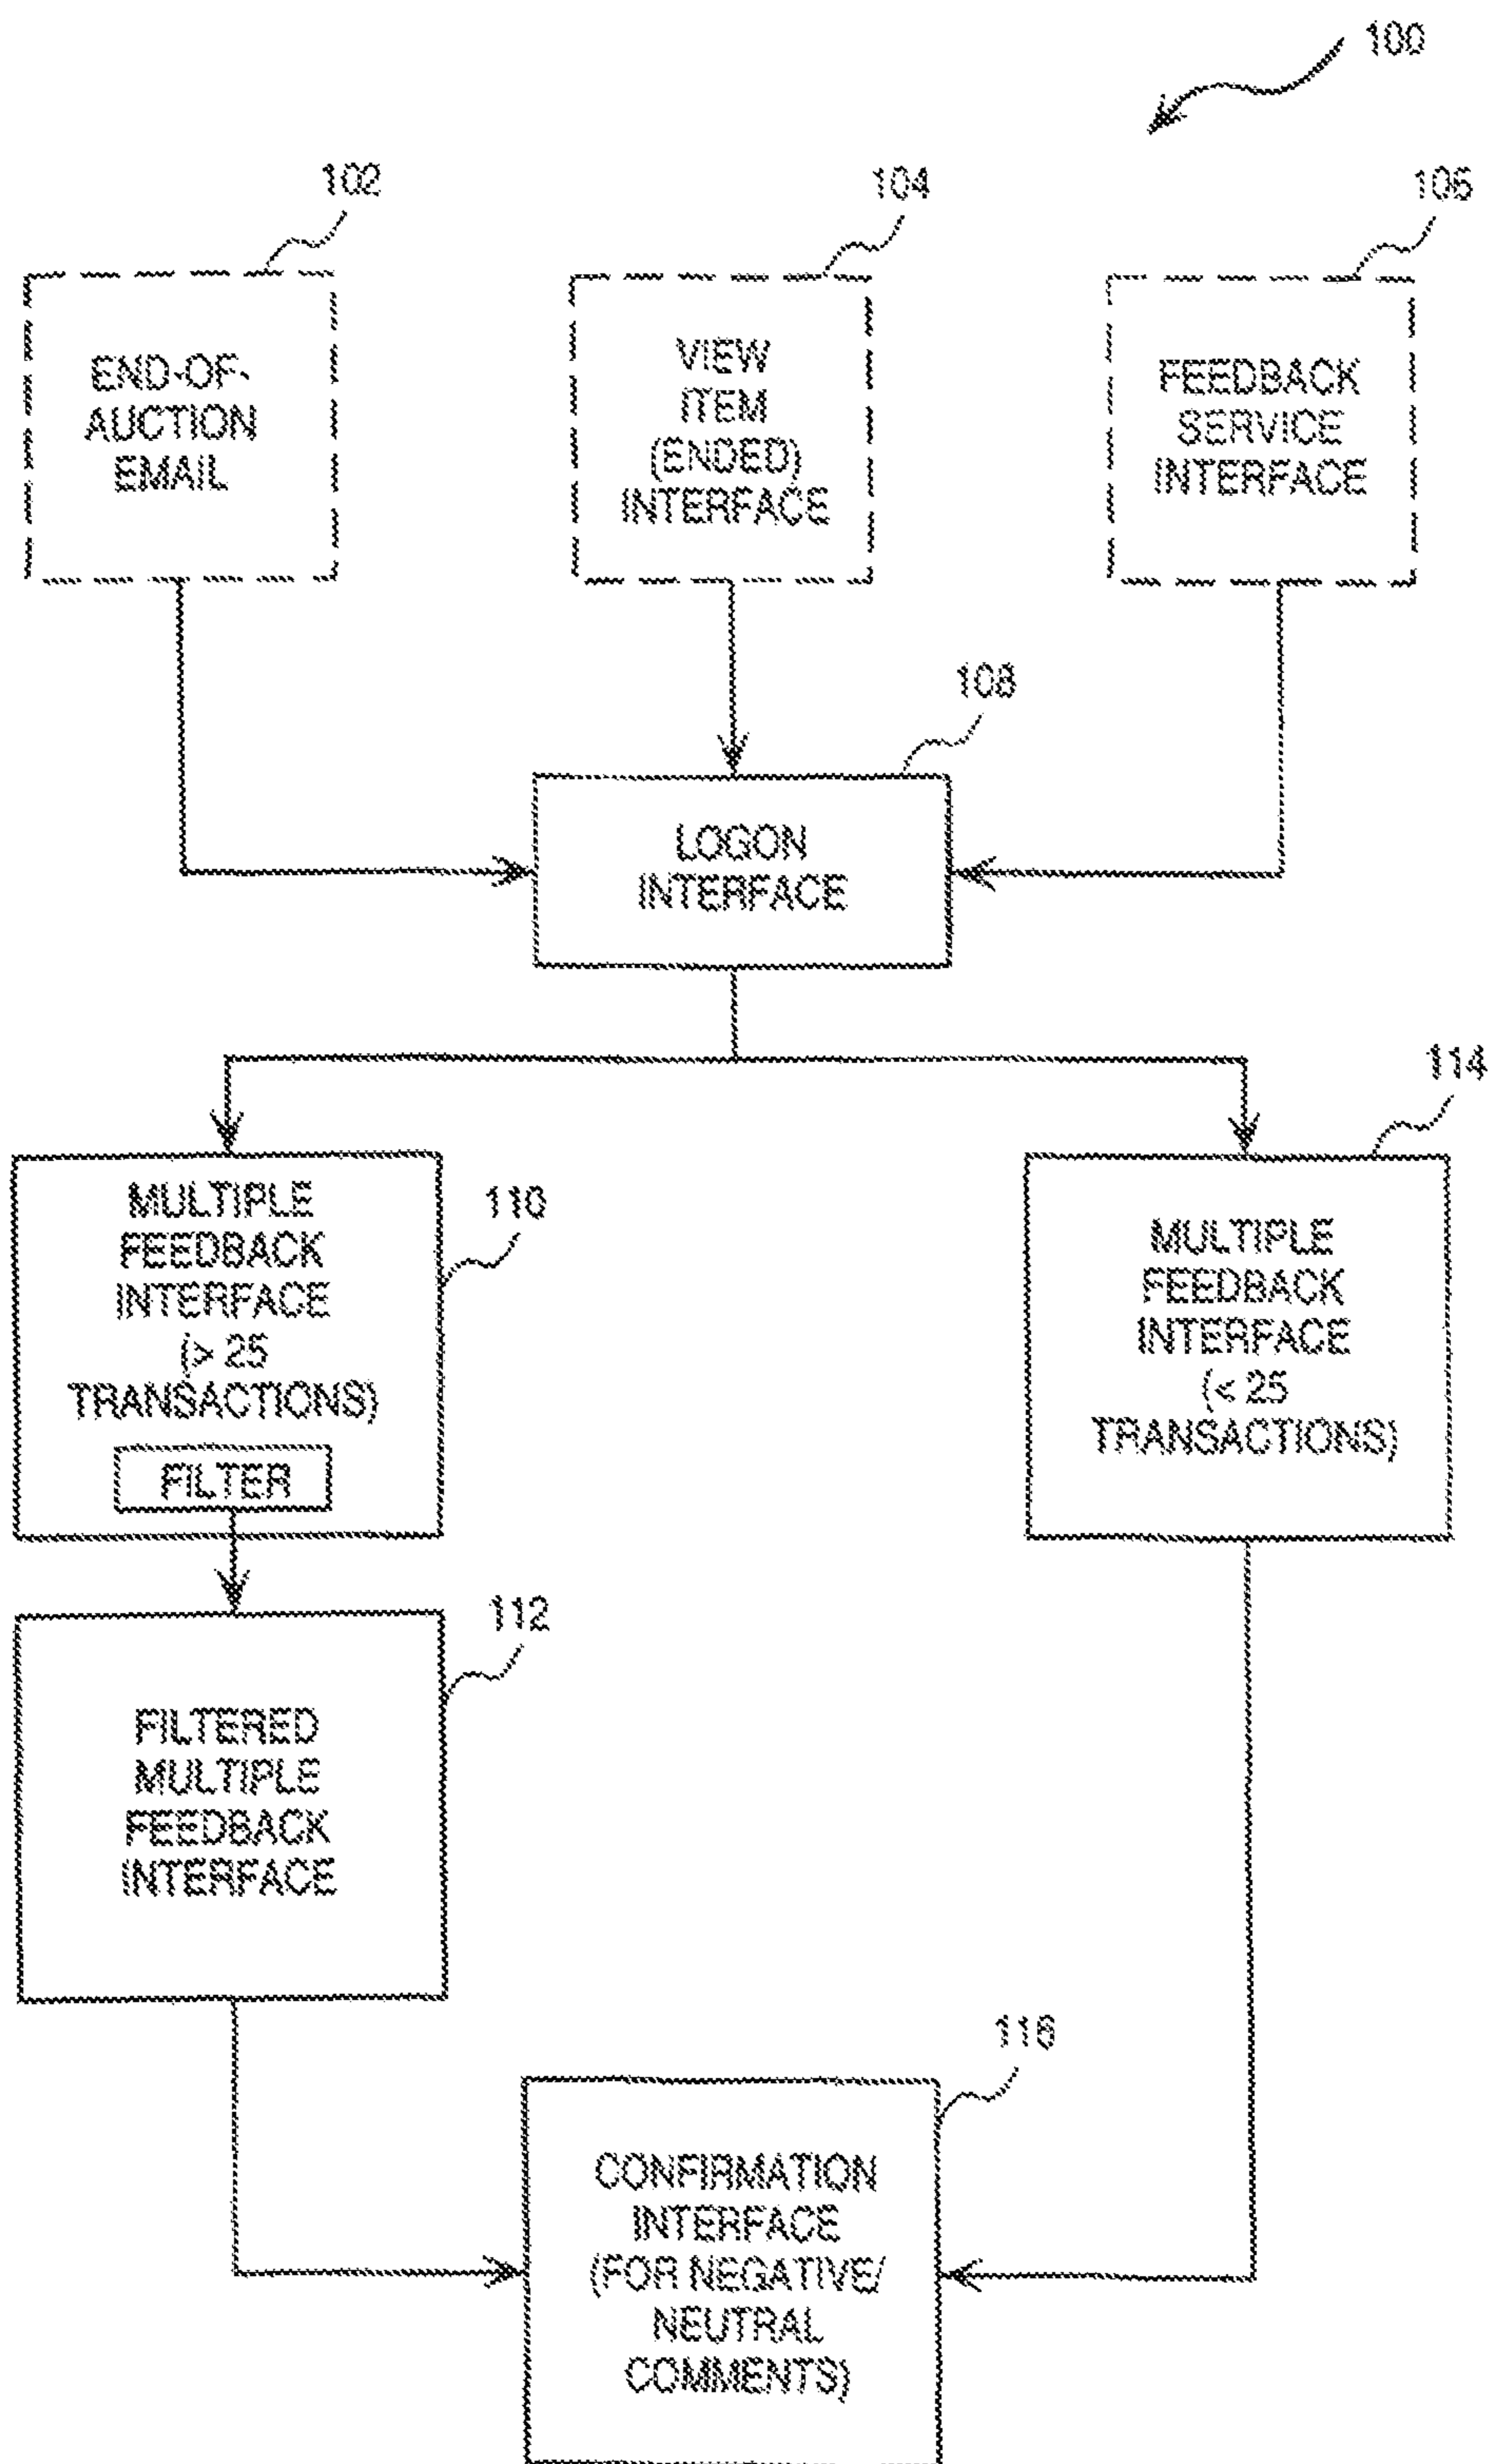 100
102
104
106
END-OF-
AUCTION
EMAIL
VIEW
ITEM
(ENDED)
INTERFACE
FEEDBACK
SERVICE
INTERFACE
108
LOGON
INTERFACE
110
114
MULTIPLE
FEEDBACK
INTERFACE
(> 25
TRANSACTIONS)
FILTER
MULTIPLE
FEEDBACK
INTERFACE
(< 25
TRANSACTIONS)
112
FILTERED
MULTIPLE
FEEDBACK
INTERFACE
116
CONFIRMATION
INTERFACE
(FOR NEGATIVE/
NEUTRAL
COMMENTS)